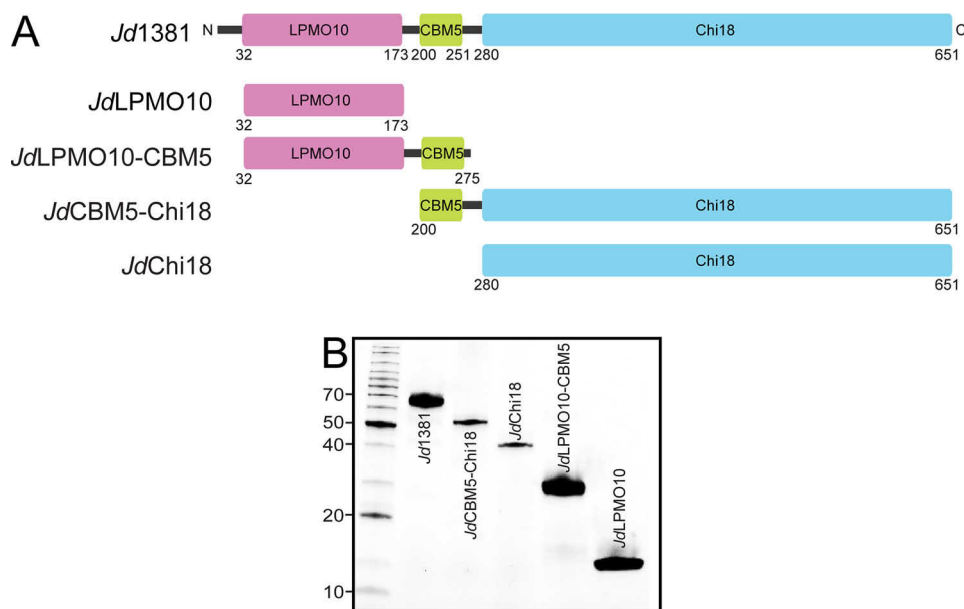 A
Jd1381 N LPMO10 CBM5 Chi18 C
32 173 200 251 280 651
JdLPMO10 LPMO10
32 173
JdLPMO10-CBM5 LPMO10 CBM5
32 275
JdCBM5-Chi18 CBM5 Chi18
200 651
JdChi18 Chi18
280 651
B
70
50
40
20
10
Jd1381
JdCBM5-Chi18
JdChi18
JdLPMO10-CBM5
JdLPMO10